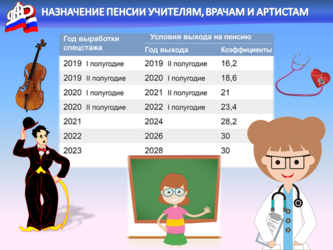 НАЗНАЧЕНИЕ ПЕНСИИ УЧИТЕЛЯМ, ВРАЧАМ И АРТИСТАМ
Год выработки спецстажа Условия выхода на пенсию
Год выхода Коэффициенты
2019 I полугодие 2019 II полугодие 16,2
2019 II полугодие 2020 I полугодие 18,6
2020 I полугодие 2021 II полугодие 21
2020 II полугодие 2022 I полугодие 23,4
2021 2024 28,2
2022 2026 30
2023 2028 30